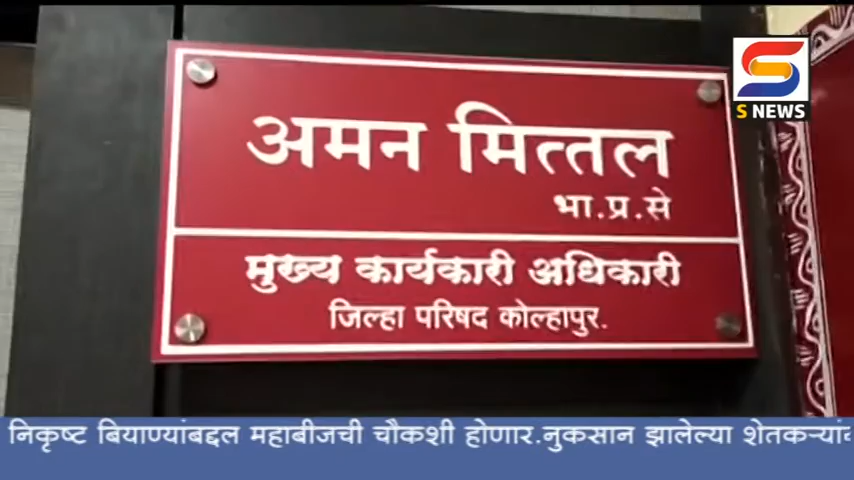 S NEWS
अमन मित्तल
भा.प्र.से
मुख्य कार्यकारी अधिकारी
जिल्हा परिषद कोल्हापूर.
निकृष्ट बियाण्यांबद्दल महाबीजची चौकशी होणार.नुकसान झालेल्या